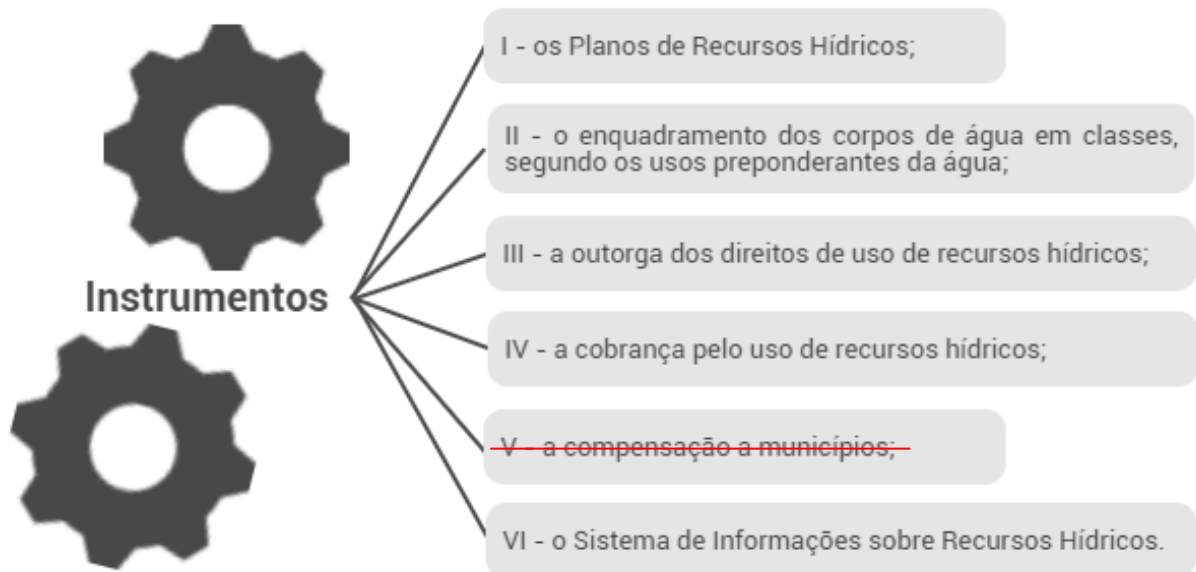 I - os Planos de Recursos Hídricos;
II - o enquadramento dos corpos de água em classes,
segundo os usos preponderantes da água;
III - a outorga dos direitos de uso de recursos hídricos;
Instrumentos
IV - a cobrança pelo uso de recursos hídricos;
V - a compensação a municípios;
VI - o Sistema de Informações sobre Recursos Hídricos.